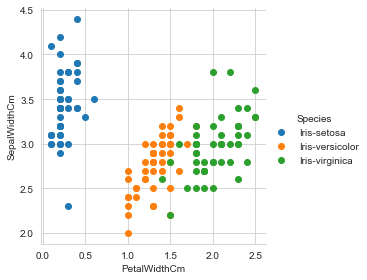 4.5
4.0
3.5
3.0
2.5
2.0
SepalWidthCm
0.0
0.5
1.0
1.5
2.0
2.5
PetalWidthCm
Species
Iris-setosa
Iris-versicolor
Iris-virginica